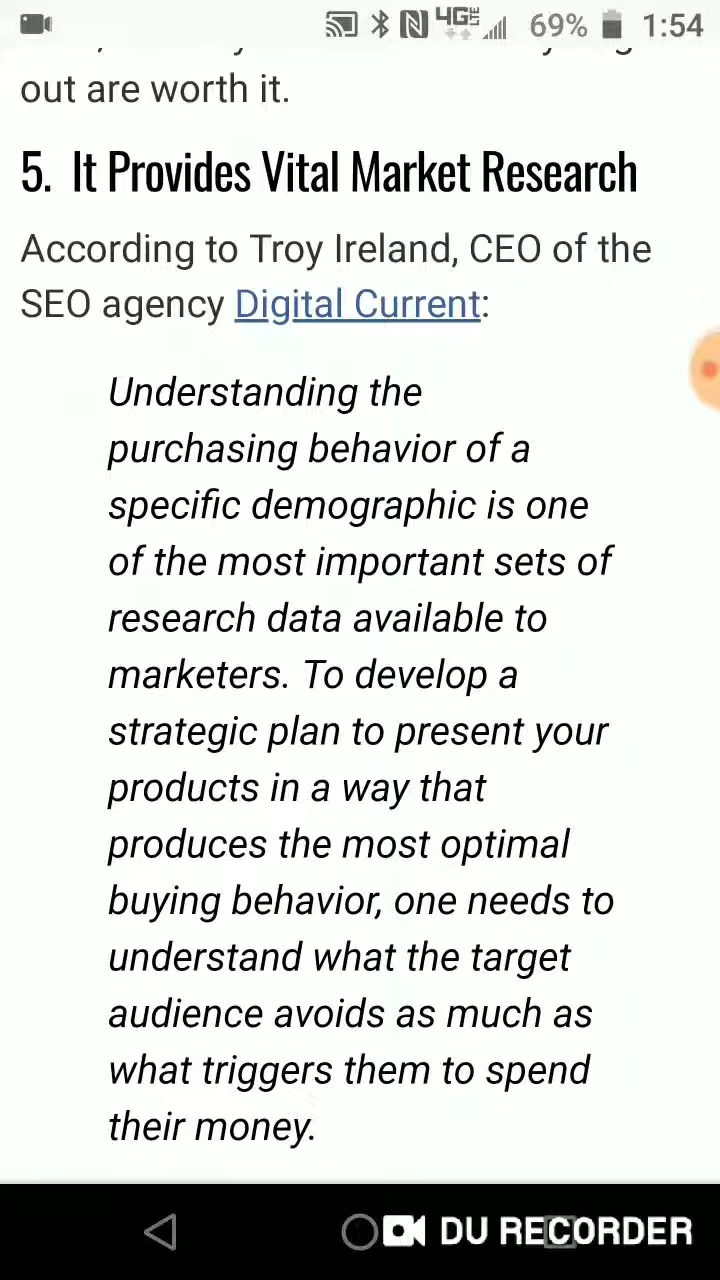 4G LTE 69% 1:54
out are worth it.
5. It Provides Vital Market Research
According to Troy Ireland, CEO of the
SEO agency Digital Current:
Understanding the
purchasing behavior of a
specific demographic is one
of the most important sets of
research data available to
marketers. To develop a
strategic plan to present your
products in a way that
produces the most optimal
buying behavior, one needs to
understand what the target
audience avoids as much as
what triggers them to spend
their money.
DU RECORDER